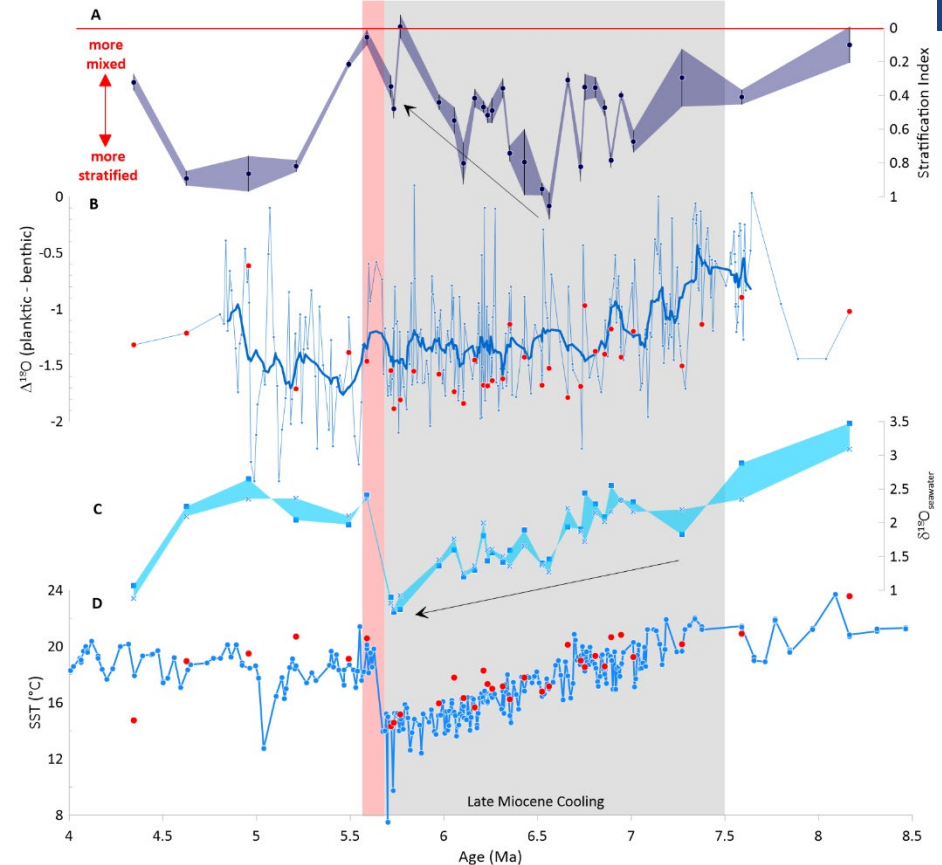 A
more
mixed
more
stratified
0
0.2
0.4
0.6
0.8
1
Stratification Index
B
0
-0.5
-1
-1.5
-2
Δ¹⁸O (planktic - benthic)
C
3.5
3
2.5
2
1.5
1
δ¹⁸O seawater
D
24
20
16
12
8
SST (°C)
Late Miocene Cooling
4
4.5
5
5.5
6
6.5
7
7.5
8
8.5
Age (Ma)